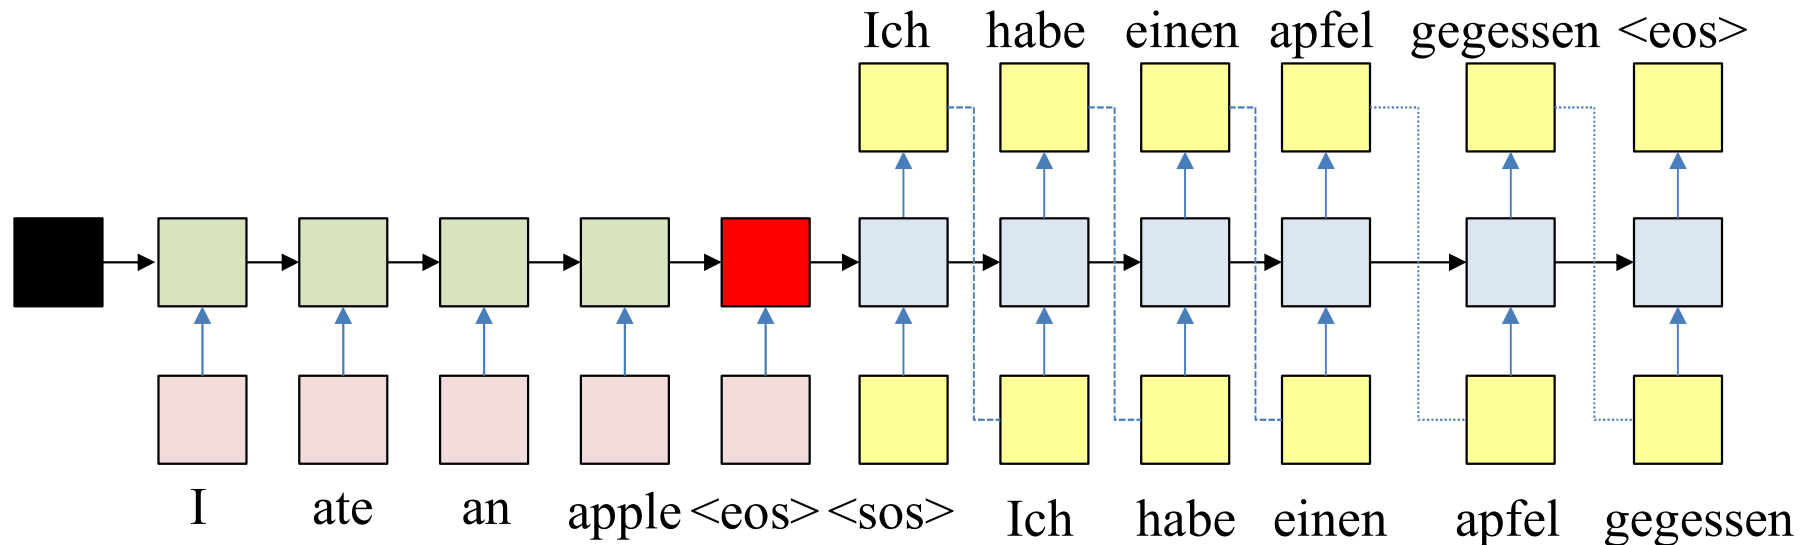 Ich habe einen apfel gegessen <eos>
I ate an apple <eos> <sos> Ich habe einen apfel gegessen